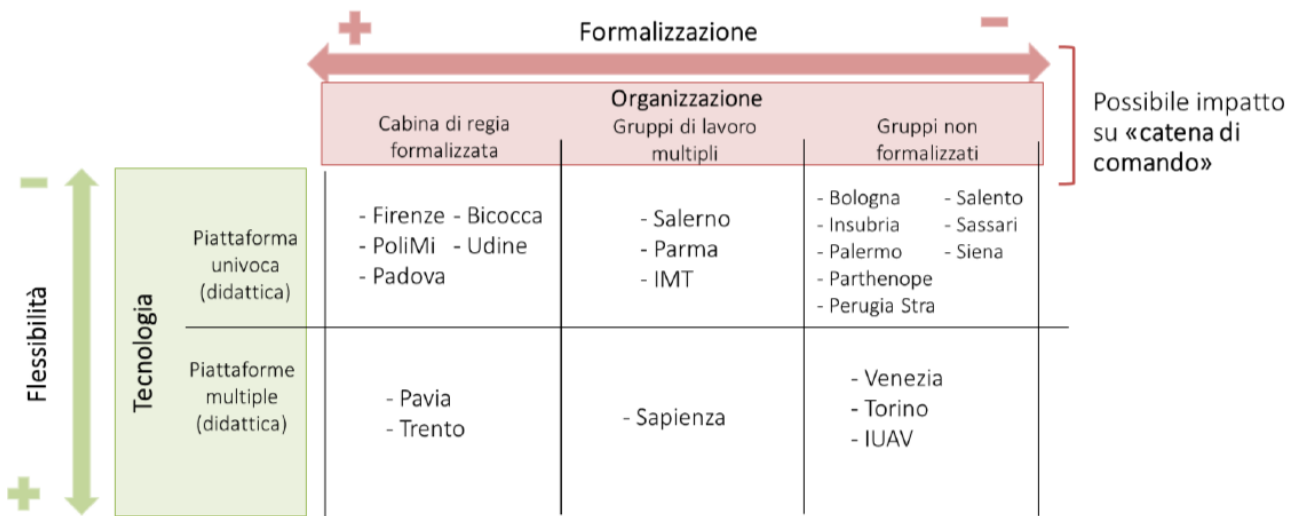 +
Formalizzazione
-
Organizzazione
Cabina di regia
formalizzata
Gruppi di lavoro
multipli
Gruppi non
formalizzati
Possibile impatto
su «catena di
comando»
-
Flessibilità
+
Tecnologia
Piattaforma
univoca
(didattica)
- Firenze - Bicocca
- PoliMi - Udine
- Padova
- Salerno
- Parma
- IMT
- Bologna - Salento
- Insubria - Sassari
- Palermo - Siena
- Parthenope
- Perugia Stra
Piattaforme
multiple
(didattica)
- Pavia
- Trento
- Sapienza
- Venezia
- Torino
- IUAV